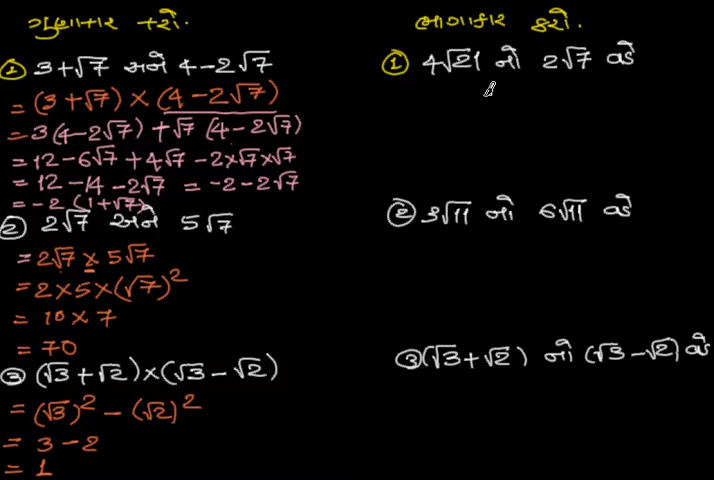 ગુણાકાર કરો.
① 3+√7 અને 4-2√7
= (3+√7) × (4-2√7)
= 3(4-2√7) + √7 (4-2√7)
= 12-6√7 + 4√7 -2×√7×√7
= 12-14-2√7 = -2-2√7
= -2 (1+√7)
② 2√7 અને 5√7
= 2√7 × 5√7
= 2×5×(√7)²
= 10×7
= 70
③ (√3+√2)×(√3-√2)
= (√3)² - (√2)²
= 3-2
= 1
ભાગાકાર કરો.
① 4√21 નો 2√7 વડે
② 3√11 નો 6√11 વડે
③ (√3+√2) નો (√3-√2) વડે